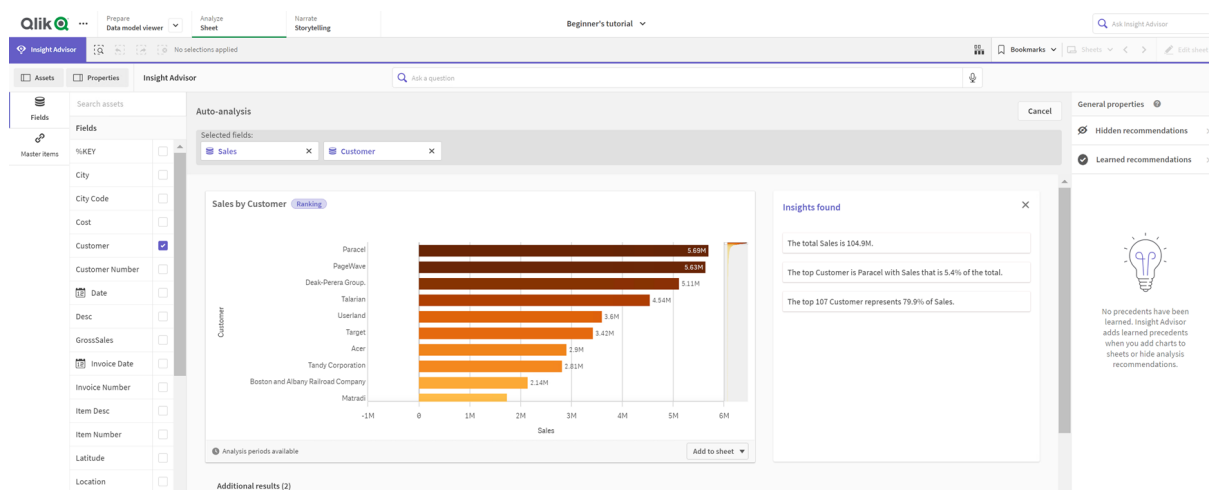 Qlik
Prepare
Data model viewer
Analyze
Sheet
Narrate
Storytelling
Beginner's tutorial
Ask Insight Advisor
Insight Advisor
No selections applied
Bookmarks
Sheets
Edit sheet
Assets
Properties
Insight Advisor
Ask a question
Fields
Master items
Search assets
Fields
%KEY
City
City Code
Cost
Customer
Customer Number
Date
Desc
GrossSales
Invoice Date
Invoice Number
Item Desc
Item Number
Latitude
Location
Auto-analysis
Cancel
Selected fields:
Sales
Customer
Sales by Customer
Ranking
Customer
Paracel
5.69M
PageWave
5.63M
Deak-Perera Group.
5.11M
Talarian
4.54M
Userland
3.6M
Target
3.42M
Acer
2.9M
Tandy Corporation
2.81M
Boston and Albany Railroad Company
2.14M
Matradi
-1M 0 1M 2M 3M 4M 5M 6M
Sales
Analysis periods available
Add to sheet
Additional results (2)
Insights found
The total Sales is 104.9M.
The top Customer is Paracel with Sales that is 5.4% of the total.
The top 107 Customer represents 79.9% of Sales.
General properties
Hidden recommendations
Learned recommendations
No precedents have been
learned. Insight Advisor
adds learned precedents
when you add charts to
sheets or hide analysis
recommendations.